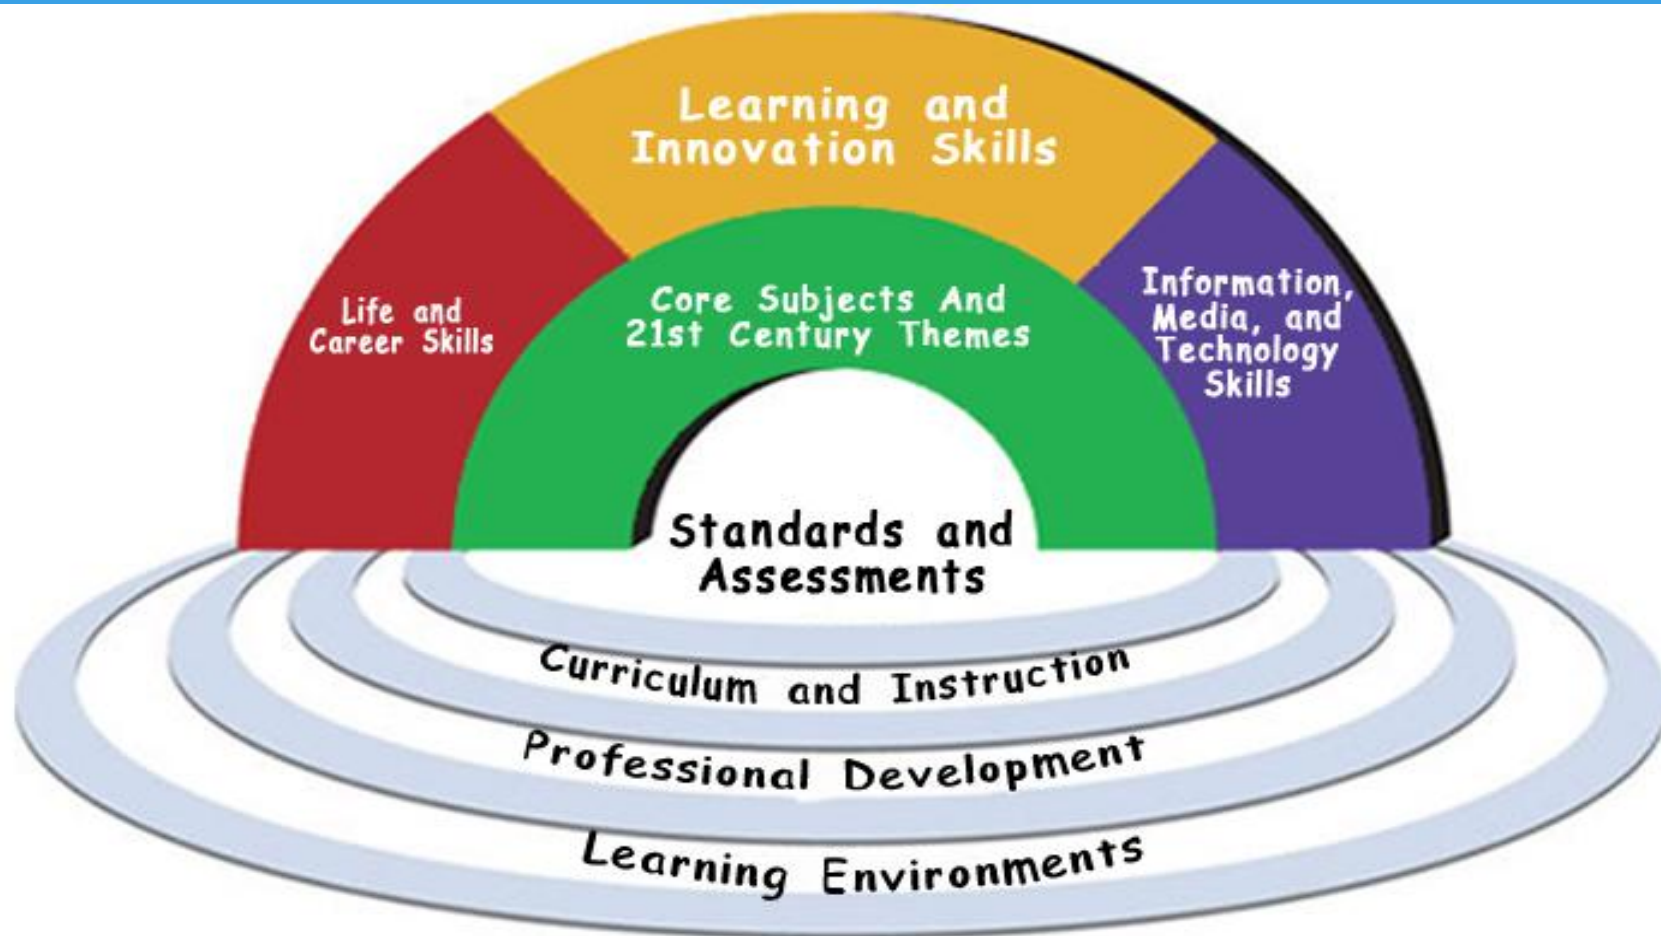 Learning and
Innovation Skills
Life and
Career Skills
Core Subjects And
21st Century Themes
Information,
Media, and
Technology
Skills
Standards and
Assessments
Curriculum and Instruction
Professional Development
Learning Environments